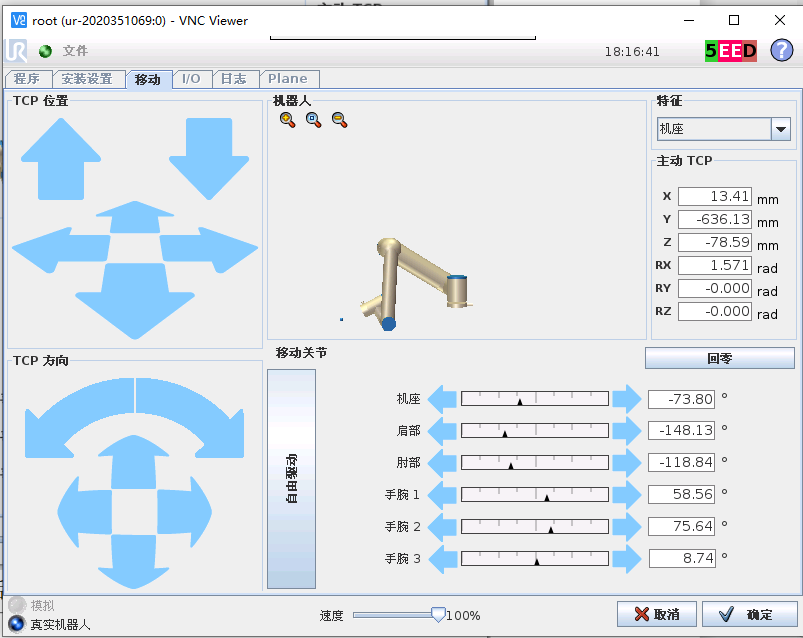 root (ur-2020351069:0) - VNC Viewer
文件
18:16:41
SEED
程序 安装设置 移动 I/O 日志 Plane
TCP 位置
机器人
特征
机座
主动 TCP
X 13.41 mm
Y -636.13 mm
Z -78.59 mm
RX 1.571 rad
RY -0.000 rad
RZ -0.000 rad
TCP 方向
移动关节
回零
自由驱动
机座 -73.80 °
肩部 -148.13 °
肘部 -118.84 °
手腕 1 58.56 °
手腕 2 75.64 °
手腕 3 8.74 °
模拟
真实机器人
速度 100%
取消 确定